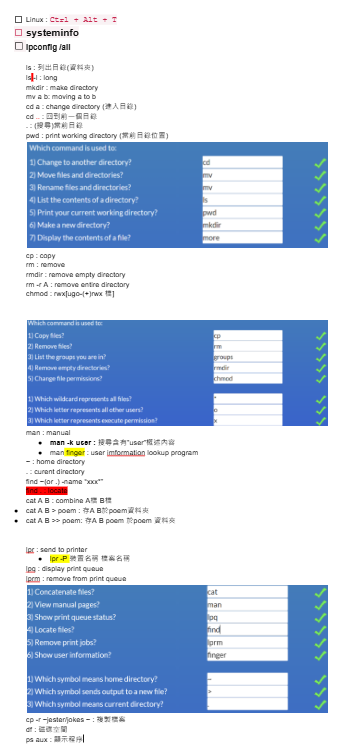 Linux : Ctrl + Alt + T
systeminfo
ipconfig /all
ls : 列出目錄(資料夾)
ls -l : long
mkdir : make directory
mv a b: moving a to b
cd a : change directory (進入目錄)
cd .. : 回到前一個目錄
. : (搜尋)當前目錄
pwd : print working directory (當前目錄位置)
Which command is used to:
1) Change to another directory? cd
2) Move files and directories? mv
3) Rename files and directories? mv
4) List the contents of a directory? ls
5) Print your current working directory? pwd
6) Make a new directory? mkdir
7) Display the contents of a file? more
cp : copy
rm : remove
rmdir : remove empty directory
rm -r A : remove entire directory
chmod : rwx[ugo-(+)rwx 檔]
Which command is used to:
1) Copy files? cp
2) Remove files? rm
3) List the groups you are in? groups
4) Remove empty directories? rmdir
5) Change file permissions? chmod
1) Which wildcard represents all files? *
2) Which letter represents all other users? o
3) Which letter represents execute permission? x
man : manual
man -k user : 搜尋含有"user"概述內容
man finger : user imformation lookup program
~ : home directory
. : curent directory
find ~(or .) -name "xxx*"
find : locate
cat A B : combine A檔 B檔
cat A B > poem : 存A B於poem資料夾
cat A B >> poem: 存A B poem 於poem 資料夾
lpr : send to printer
lpr -P 裝置名稱 檔案名稱
lpq : display print queue
lprm : remove from print queue
1) Concatenate files? cat
2) View manual pages? man
3) Show print queue status? lpq
4) Locate files? find
5) Remove print jobs? lprm
6) Show user information? finger
1) Which symbol means home directory? ~
2) Which symbol sends output to a new file? >
3) Which symbol means current directory? .
cp -r ~jester/jokes ~ : 複製檔案
df : 磁碟空間
ps aux : 顯示程序